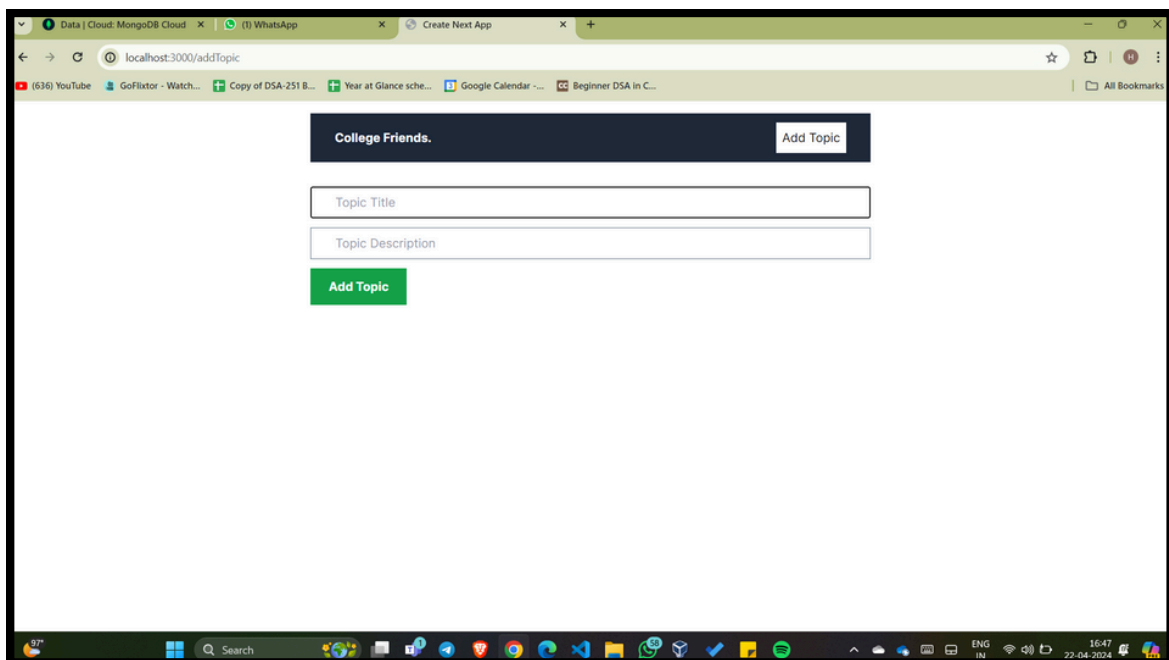 Data | Cloud: MongoDB Cloud
(1) WhatsApp
Create Next App
localhost:3000/addTopic
(636) YouTube
GoFlixtor - Watch...
Copy of DSA-251 B...
Year at Glance sche...
Google Calendar -...
Beginner DSA in C...
All Bookmarks
College Friends.
Add Topic
Topic Title
Topic Description
Add Topic
97°
Search
ENG
IN
16:47
22-04-2024